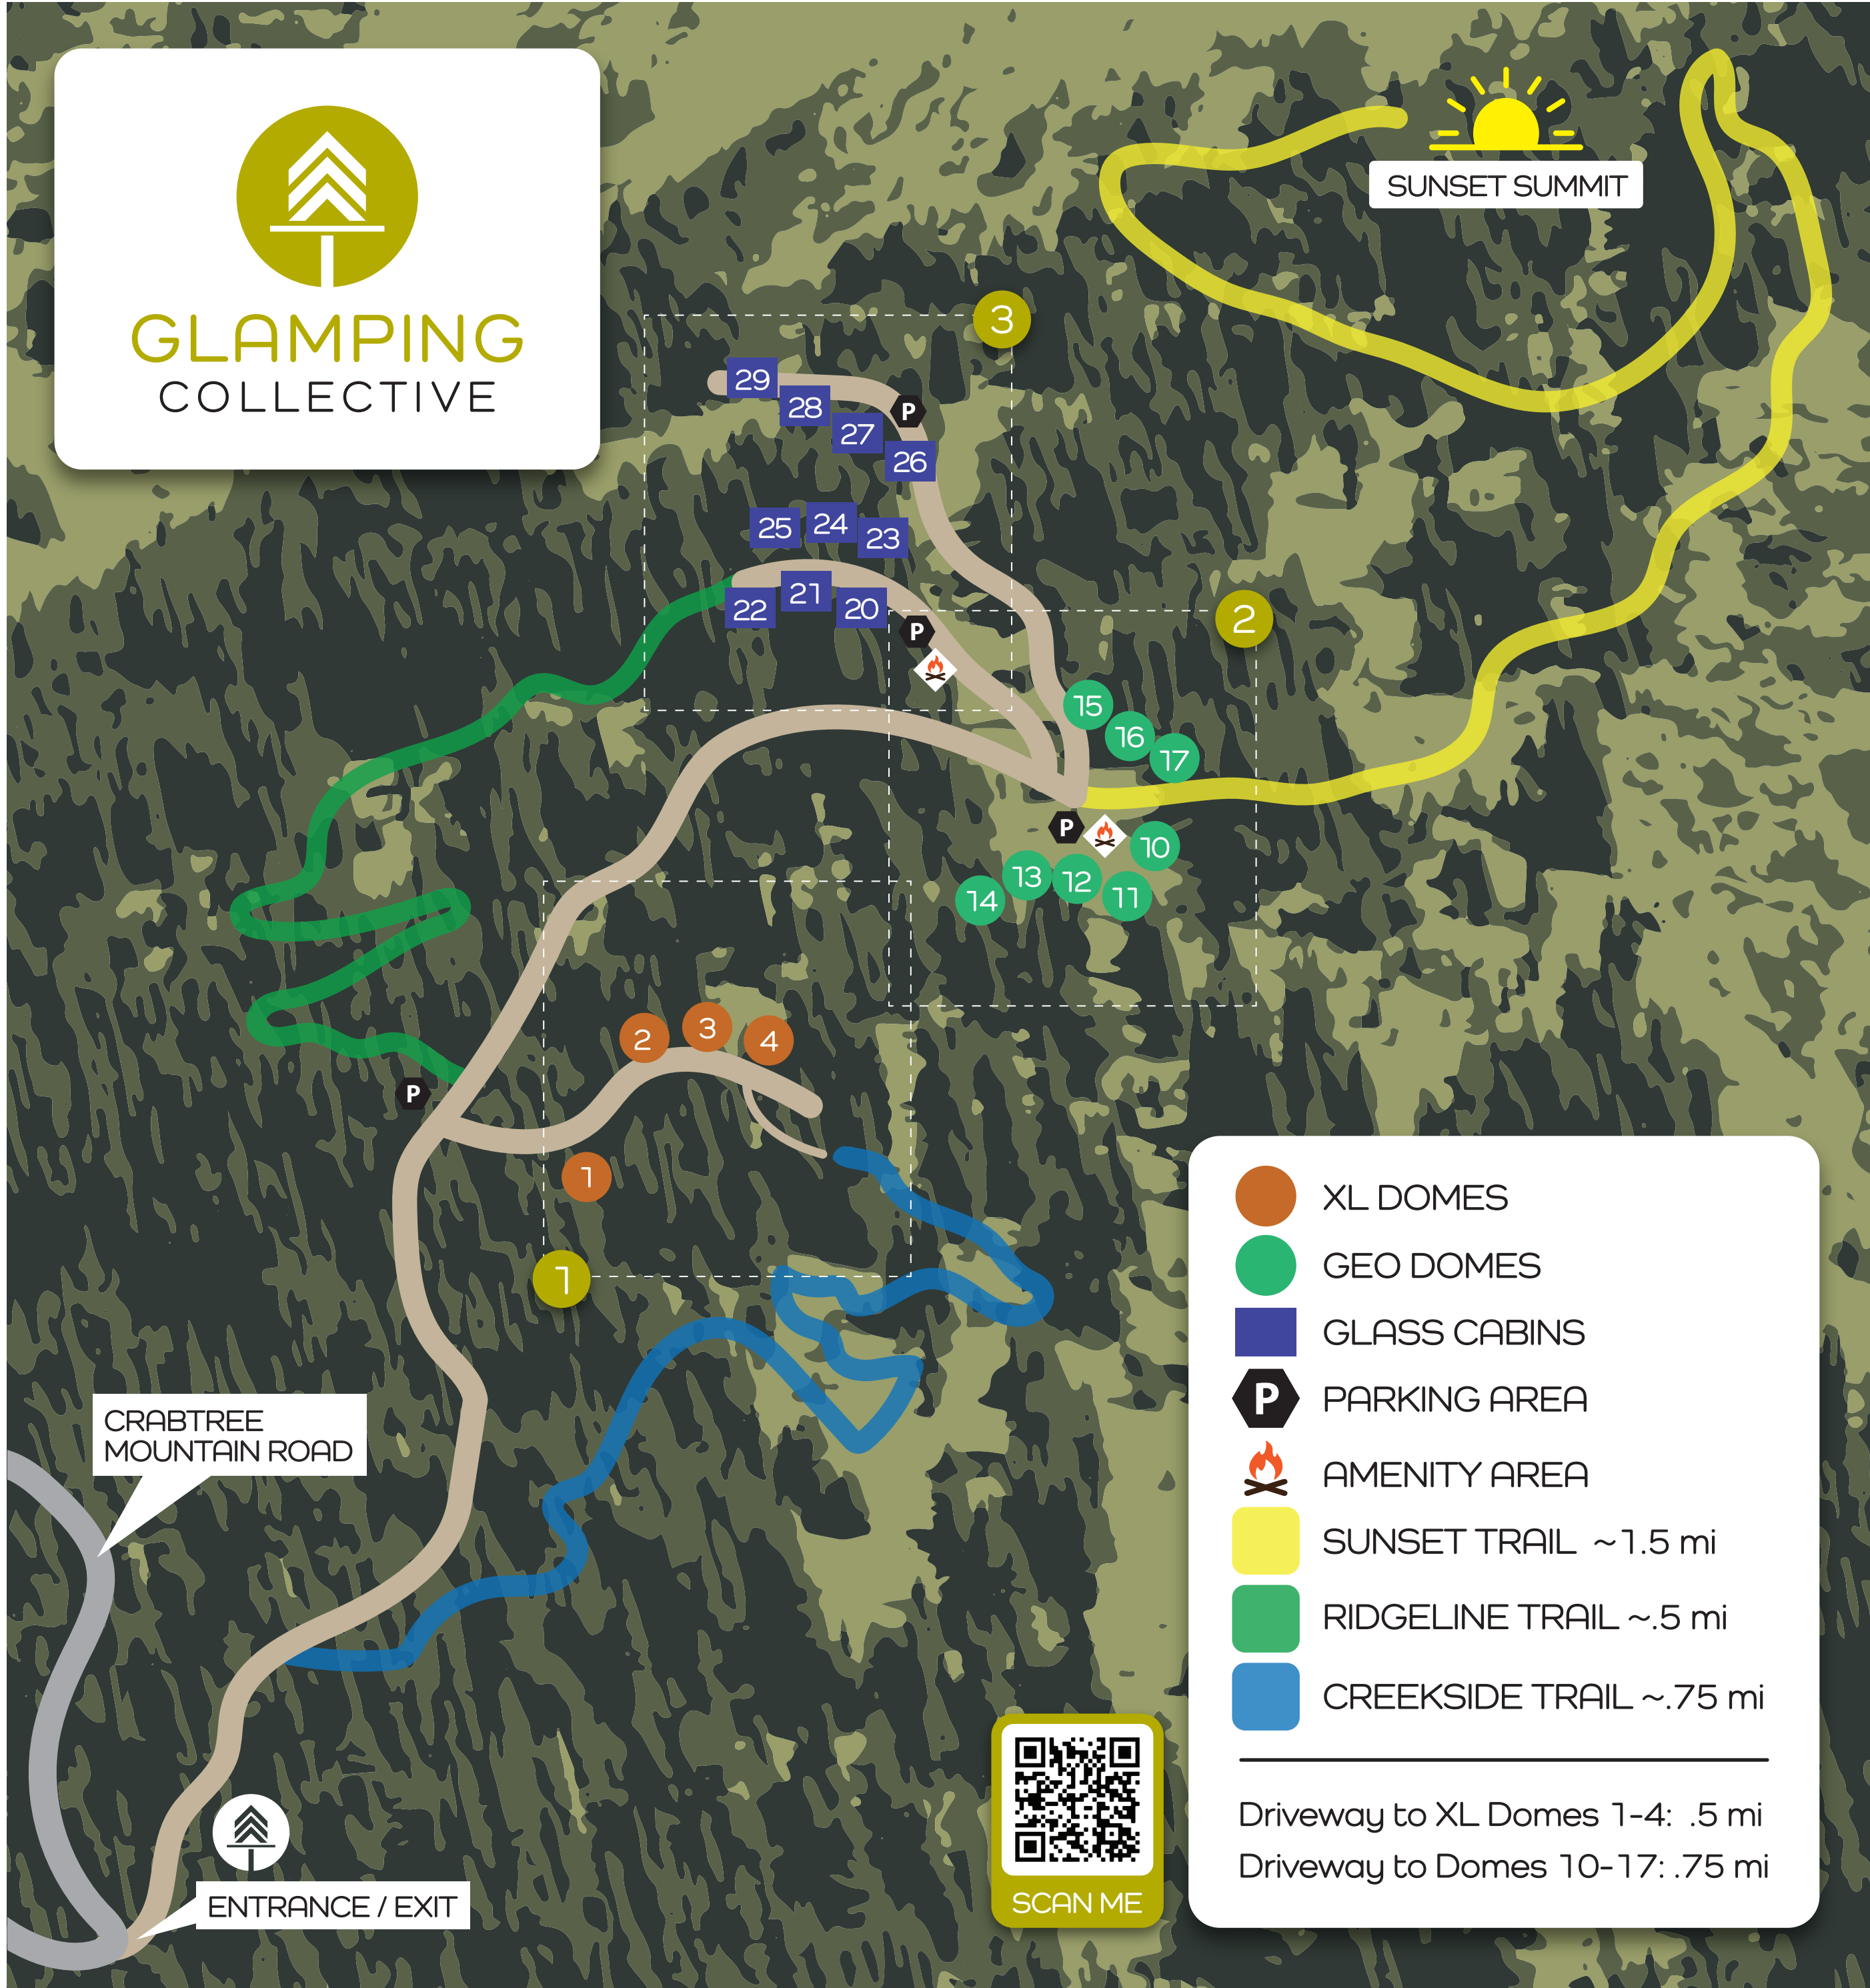 GLAMPING
COLLECTIVE
SUNSET SUMMIT
3
29
28
27
26
P
25
24
23
22
21
20
P
2
15
16
17
P
10
14
13
12
11
2
3
4
P
1
1
CRABTREE
MOUNTAIN ROAD
ENTRANCE / EXIT
SCAN ME
XL DOMES
GEO DOMES
GLASS CABINS
P PARKING AREA
AMENITY AREA
SUNSET TRAIL ~1.5 mi
RIDGELINE TRAIL ~.5 mi
CREEKSIDE TRAIL ~.75 mi
Driveway to XL Domes 1-4: .5 mi
Driveway to Domes 10-17: .75 mi